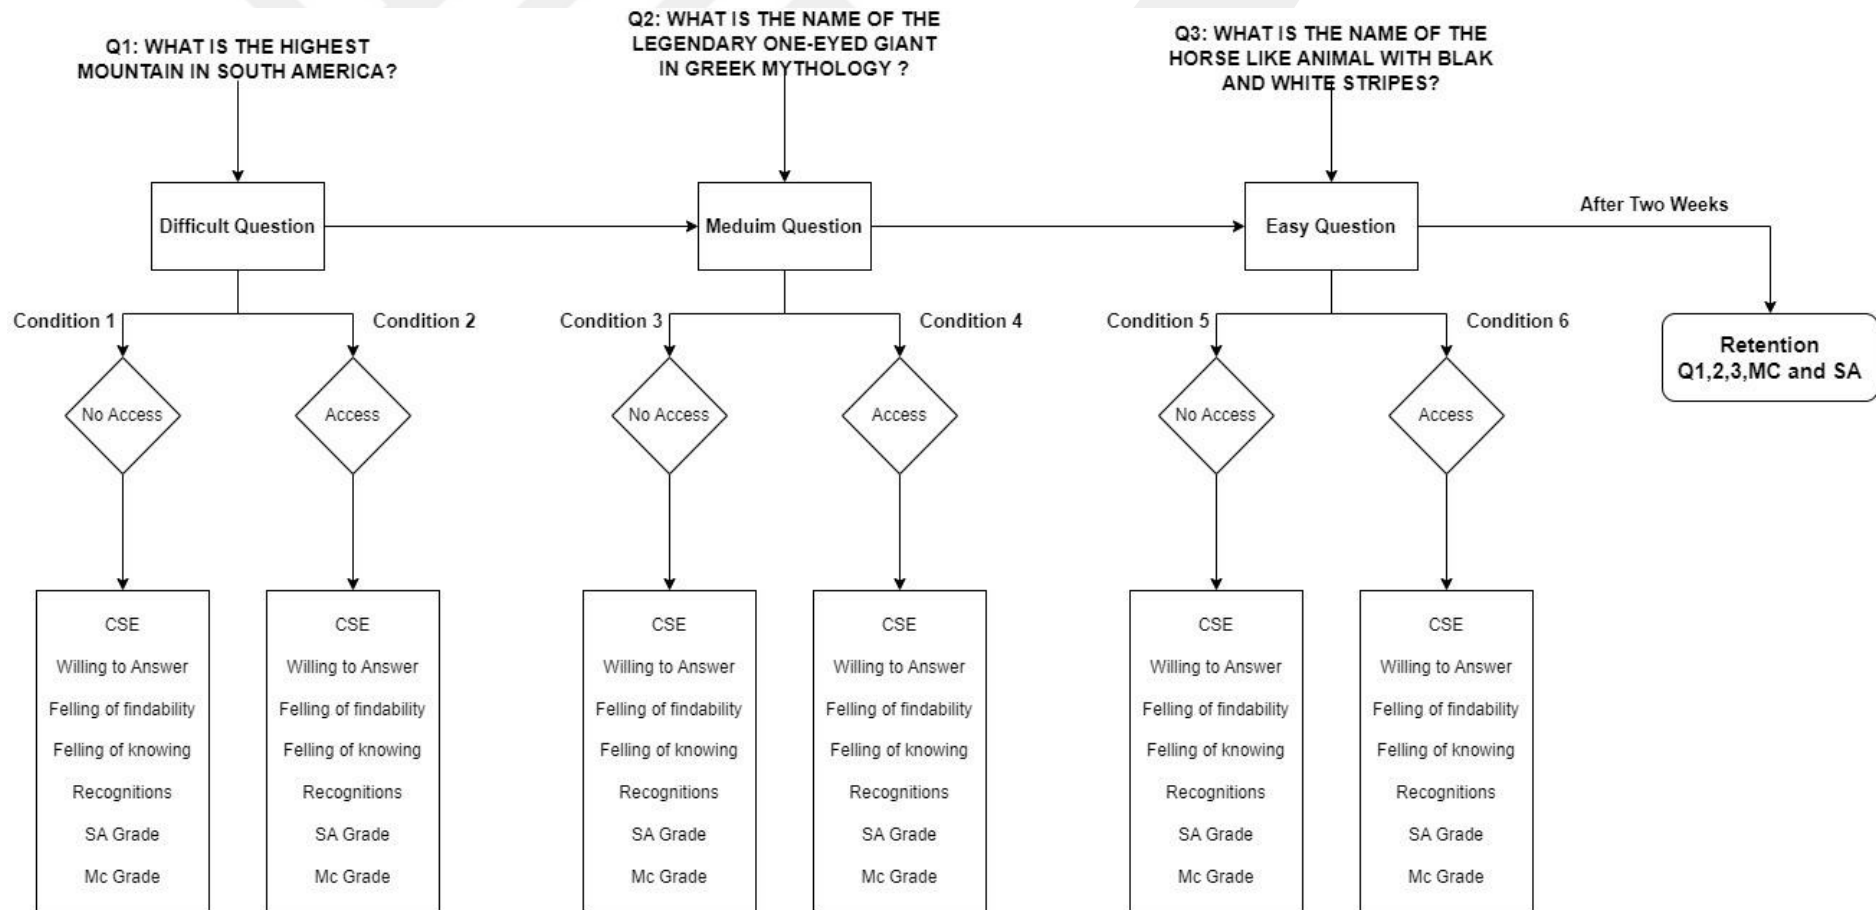 Q1: WHAT IS THE HIGHEST
MOUNTAIN IN SOUTH AMERICA?
Q2: WHAT IS THE NAME OF THE
LEGENDARY ONE-EYED GIANT
IN GREEK MYTHOLOGY ?
Q3: WHAT IS THE NAME OF THE
HORSE LIKE ANIMAL WITH BLAK
AND WHITE STRIPES?
Difficult Question
Meduim Question
Easy Question
After Two Weeks
Condition 1
Condition 2
Condition 3
Condition 4
Condition 5
Condition 6
Retention
Q1,2,3,MC and SA
No Access
Access
No Access
Access
No Access
Access
CSE
Willing to Answer
Felling of findability
Felling of knowing
Recognitions
SA Grade
Mc Grade
CSE
Willing to Answer
Felling of findability
Felling of knowing
Recognitions
SA Grade
Mc Grade
CSE
Willing to Answer
Felling of findability
Felling of knowing
Recognitions
SA Grade
Mc Grade
CSE
Willing to Answer
Felling of findability
Felling of knowing
Recognitions
SA Grade
Mc Grade
CSE
Willing to Answer
Felling of findability
Felling of knowing
Recognitions
SA Grade
Mc Grade
CSE
Willing to Answer
Felling of findability
Felling of knowing
Recognitions
SA Grade
Mc Grade